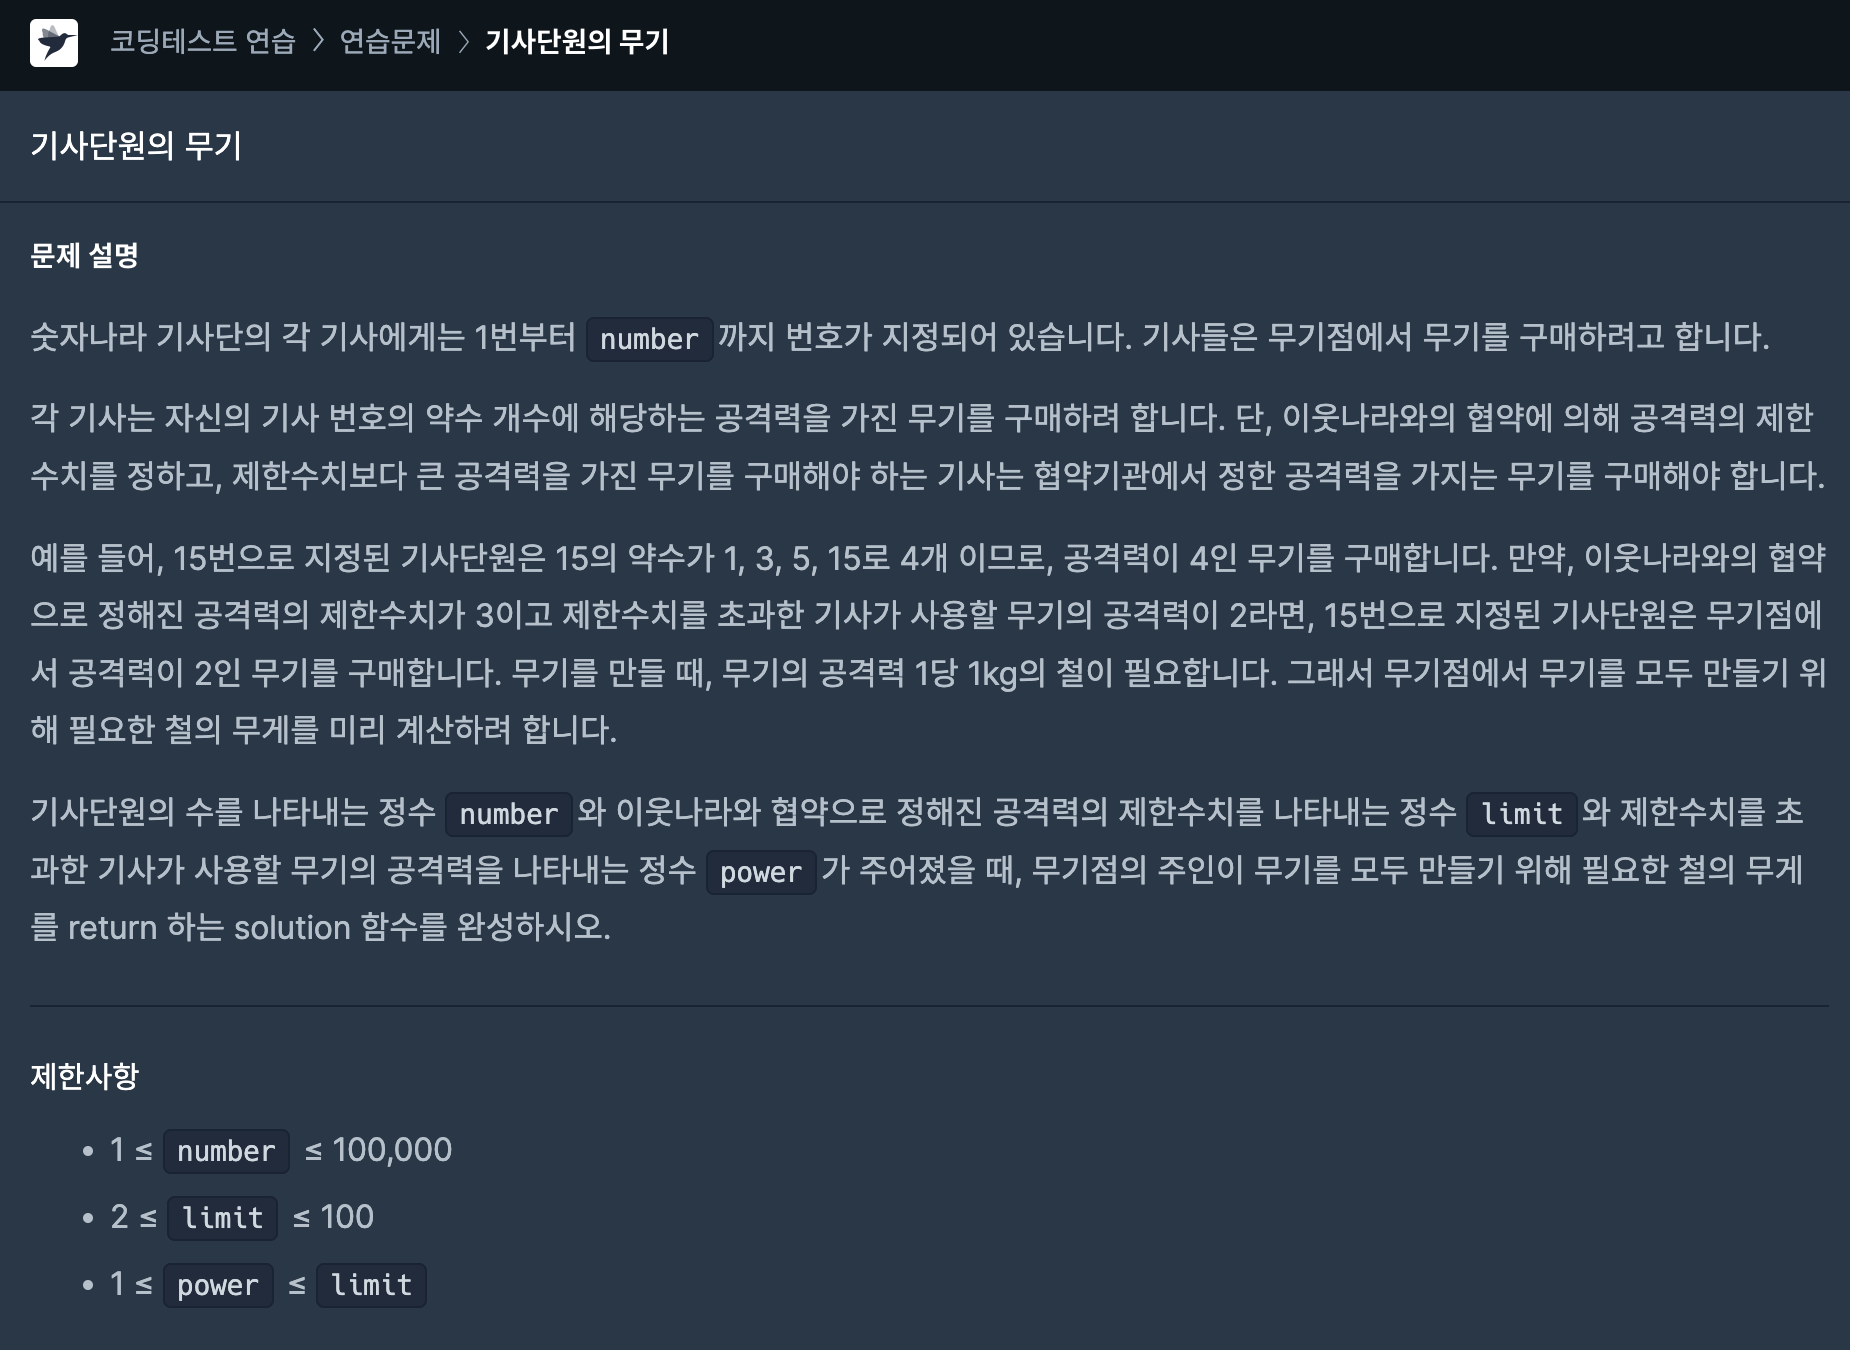 코딩테스트 연습 > 연습문제 > 기사단원의 무기
기사단원의 무기
문제 설명
숫자나라 기사단의 각 기사에게는 1번부터 number 까지 번호가 지정되어 있습니다. 기사들은 무기점에서 무기를 구매하려고 합니다.
각 기사는 자신의 기사 번호의 약수 개수에 해당하는 공격력을 가진 무기를 구매하려 합니다. 단, 이웃나라와의 협약에 의해 공격력의 제한
수치를 정하고, 제한수치보다 큰 공격력을 가진 무기를 구매해야 하는 기사는 협약기관에서 정한 공격력을 가지는 무기를 구매해야 합니다.
예를 들어, 15번으로 지정된 기사단원은 15의 약수가 1, 3, 5, 15로 4개 이므로, 공격력이 4인 무기를 구매합니다. 만약, 이웃나라와의 협약
으로 정해진 공격력의 제한수치가 3이고 제한수치를 초과한 기사가 사용할 무기의 공격력이 2라면, 15번으로 지정된 기사단원은 무기점에
서 공격력이 2인 무기를 구매합니다. 무기를 만들 때, 무기의 공격력 1당 1kg의 철이 필요합니다. 그래서 무기점에서 무기를 모두 만들기 위
해 필요한 철의 무게를 미리 계산하려 합니다.
기사단원의 수를 나타내는 정수 number 와 이웃나라와 협약으로 정해진 공격력의 제한수치를 나타내는 정수 limit 와 제한수치를 초
과한 기사가 사용할 무기의 공격력을 나타내는 정수 power 가 주어졌을 때, 무기점의 주인이 무기를 모두 만들기 위해 필요한 철의 무게
를 return 하는 solution 함수를 완성하시오.
제한사항
• 1 ≤ number ≤ 100,000
• 2 ≤ limit ≤ 100
• 1 ≤ power ≤ limit